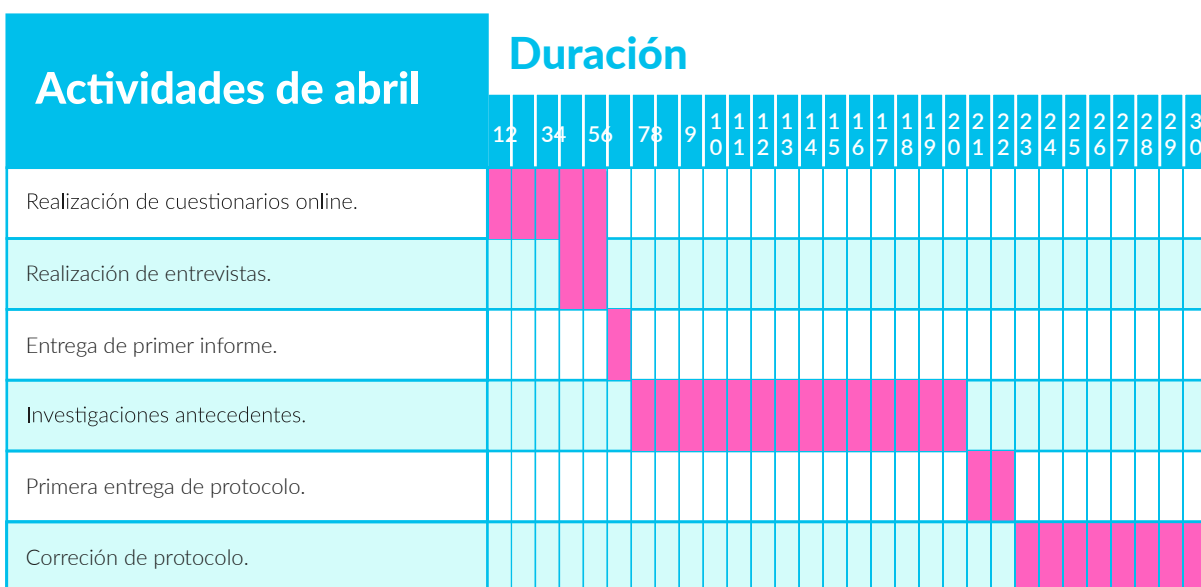 Duración
Actividades de abril
12 34 56 78 9 10 11 12 13 14 15 16 17 18 19 20 21 22 23 24 25 26 27 28 29 30
Realización de cuestionarios online.
Realización de entrevistas.
Entrega de primer informe.
Investigaciones antecedentes.
Primera entrega de protocolo.
Correción de protocolo.